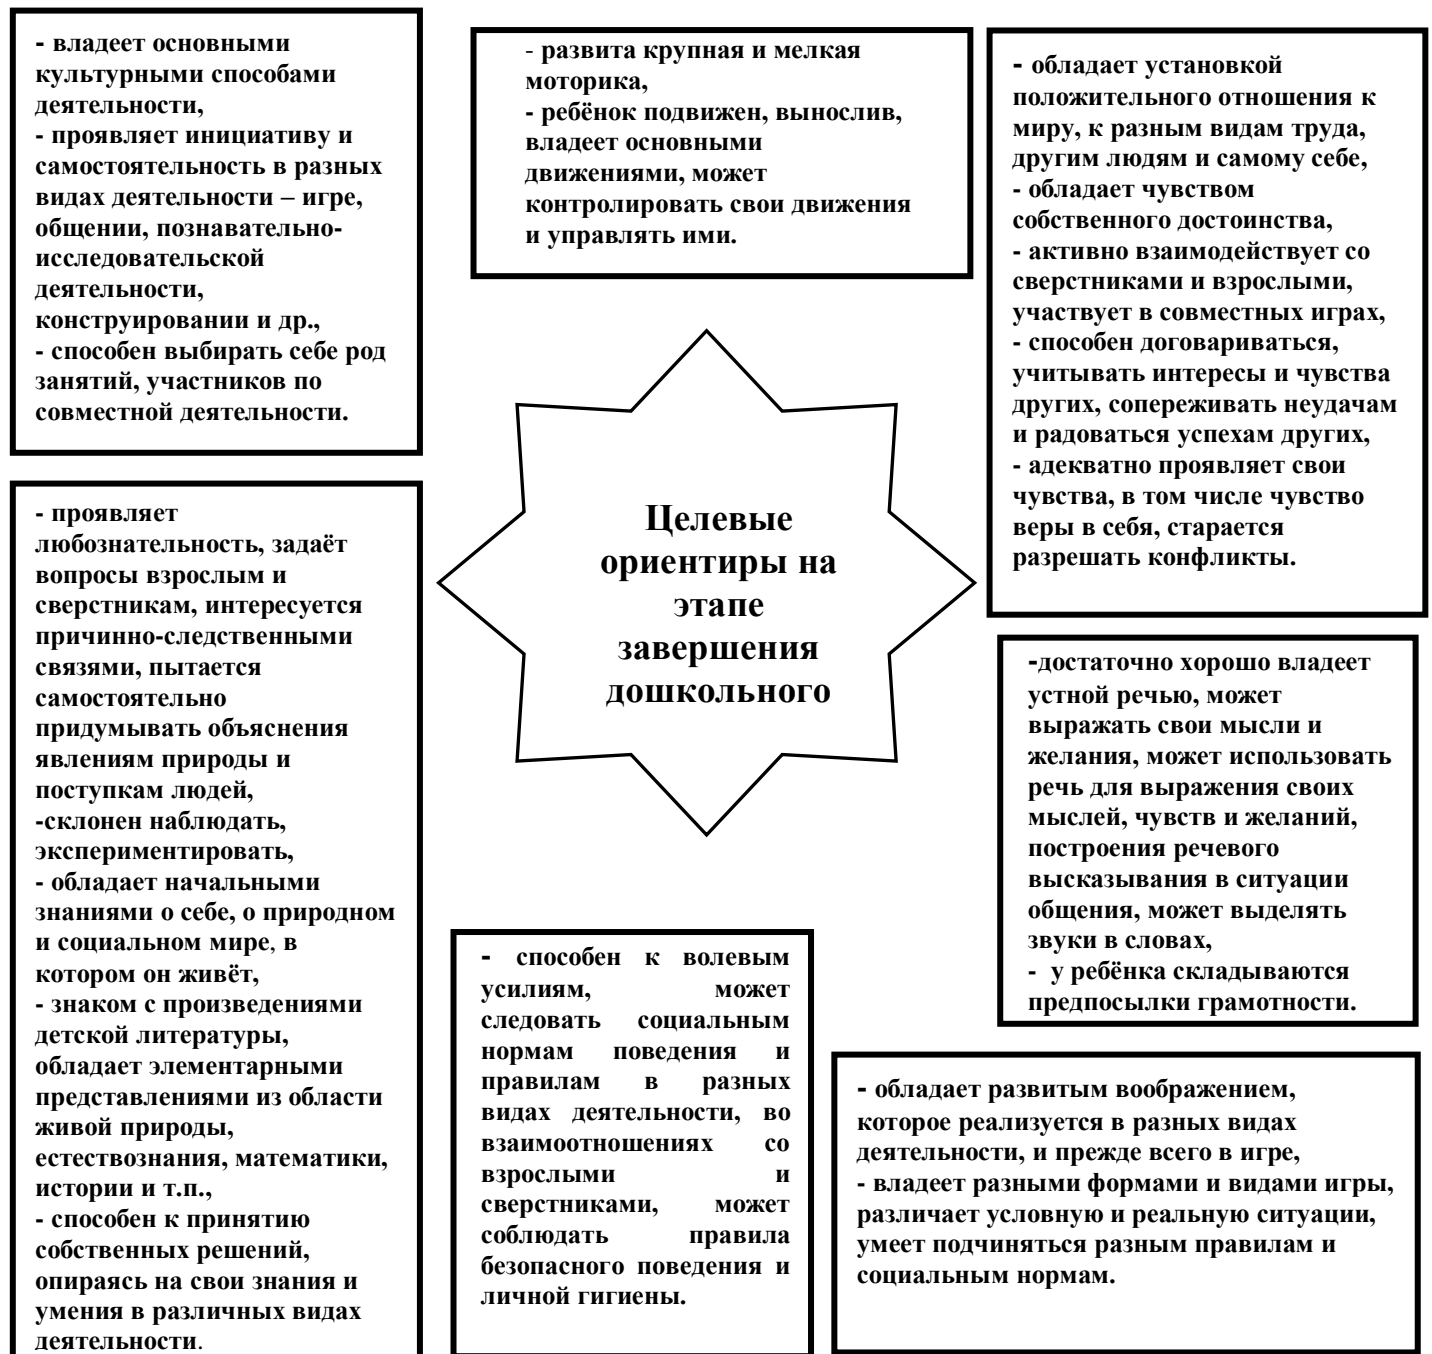 - владеет основными
культурными способами
деятельности,
- проявляет инициативу и
самостоятельность в разных
видах деятельности – игре,
общении, познавательно-
исследовательской
деятельности,
конструировании и др.,
- способен выбирать себе род
занятий, участников по
совместной деятельности.
- развита крупная и мелкая
моторика,
- ребёнок подвижен, вынослив,
владеет основными
движениями, может
контролировать свои движения
и управлять ими.
- обладает установкой
положительного отношения к
миру, к разным видам труда,
другим людям и самому себе,
- обладает чувством
собственного достоинства,
- активно взаимодействует со
сверстниками и взрослыми,
участвует в совместных играх,
- способен договариваться,
учитывать интересы и чувства
других, сопереживать неудачам
и радоваться успехам других,
- адекватно проявляет свои
чувства, в том числе чувство
веры в себя, старается
разрешать конфликты.
Целевые
ориентиры на
этапе
завершения
дошкольного
- проявляет
любознательность, задаёт
вопросы взрослым и
сверстникам, интересуется
причинно-следственными
связями, пытается
самостоятельно
придумывать объяснения
явлениям природы и
поступкам людей,
-склонен наблюдать,
экспериментировать,
- обладает начальными
знаниями о себе, о природном
и социальном мире, в
котором он живёт,
- знаком с произведениями
детской литературы,
обладает элементарными
представлениями из области
живой природы,
естествознания, математики,
истории и т.п.,
- способен к принятию
собственных решений,
опираясь на свои знания и
умения в различных видах
деятельности.
-достаточно хорошо владеет
устной речью, может
выражать свои мысли и
желания, может использовать
речь для выражения своих
мыслей, чувств и желаний,
построения речевого
высказывания в ситуации
общения, может выделять
звуки в словах,
- у ребёнка складываются
предпосылки грамотности.
- способен к волевым
усилиям, может
следовать социальным
нормам поведения и
правилам в разных
видах деятельности, во
взаимоотношениях со
взрослыми и
сверстниками, может
соблюдать правила
безопасного поведения и
личной гигиены.
- обладает развитым воображением,
которое реализуется в разных видах
деятельности, и прежде всего в игре,
- владеет разными формами и видами игры,
различает условную и реальную ситуации,
умеет подчиняться разным правилам и
социальным нормам.